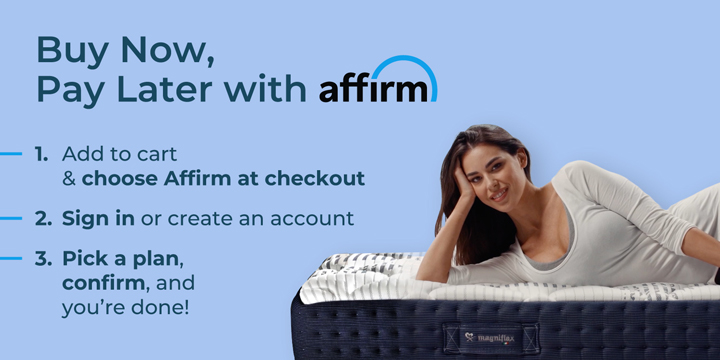 Buy Now,
Pay Later with affirm
1. Add to cart
& choose Affirm at checkout
2. Sign in or create an account
3. Pick a plan,
confirm, and
you're done!
magniflex